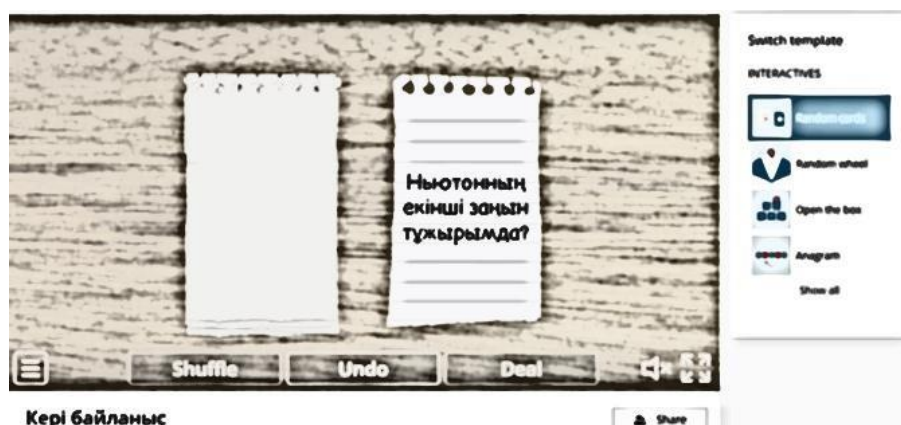 Ньютонның
екінші заңын
тұжырымда?
Shuffle
Undo
Deal
Кері байланыс
Share
Switch template
INTERACTIVES
Random cards
Random wheel
Open the box
Anagram
Show all